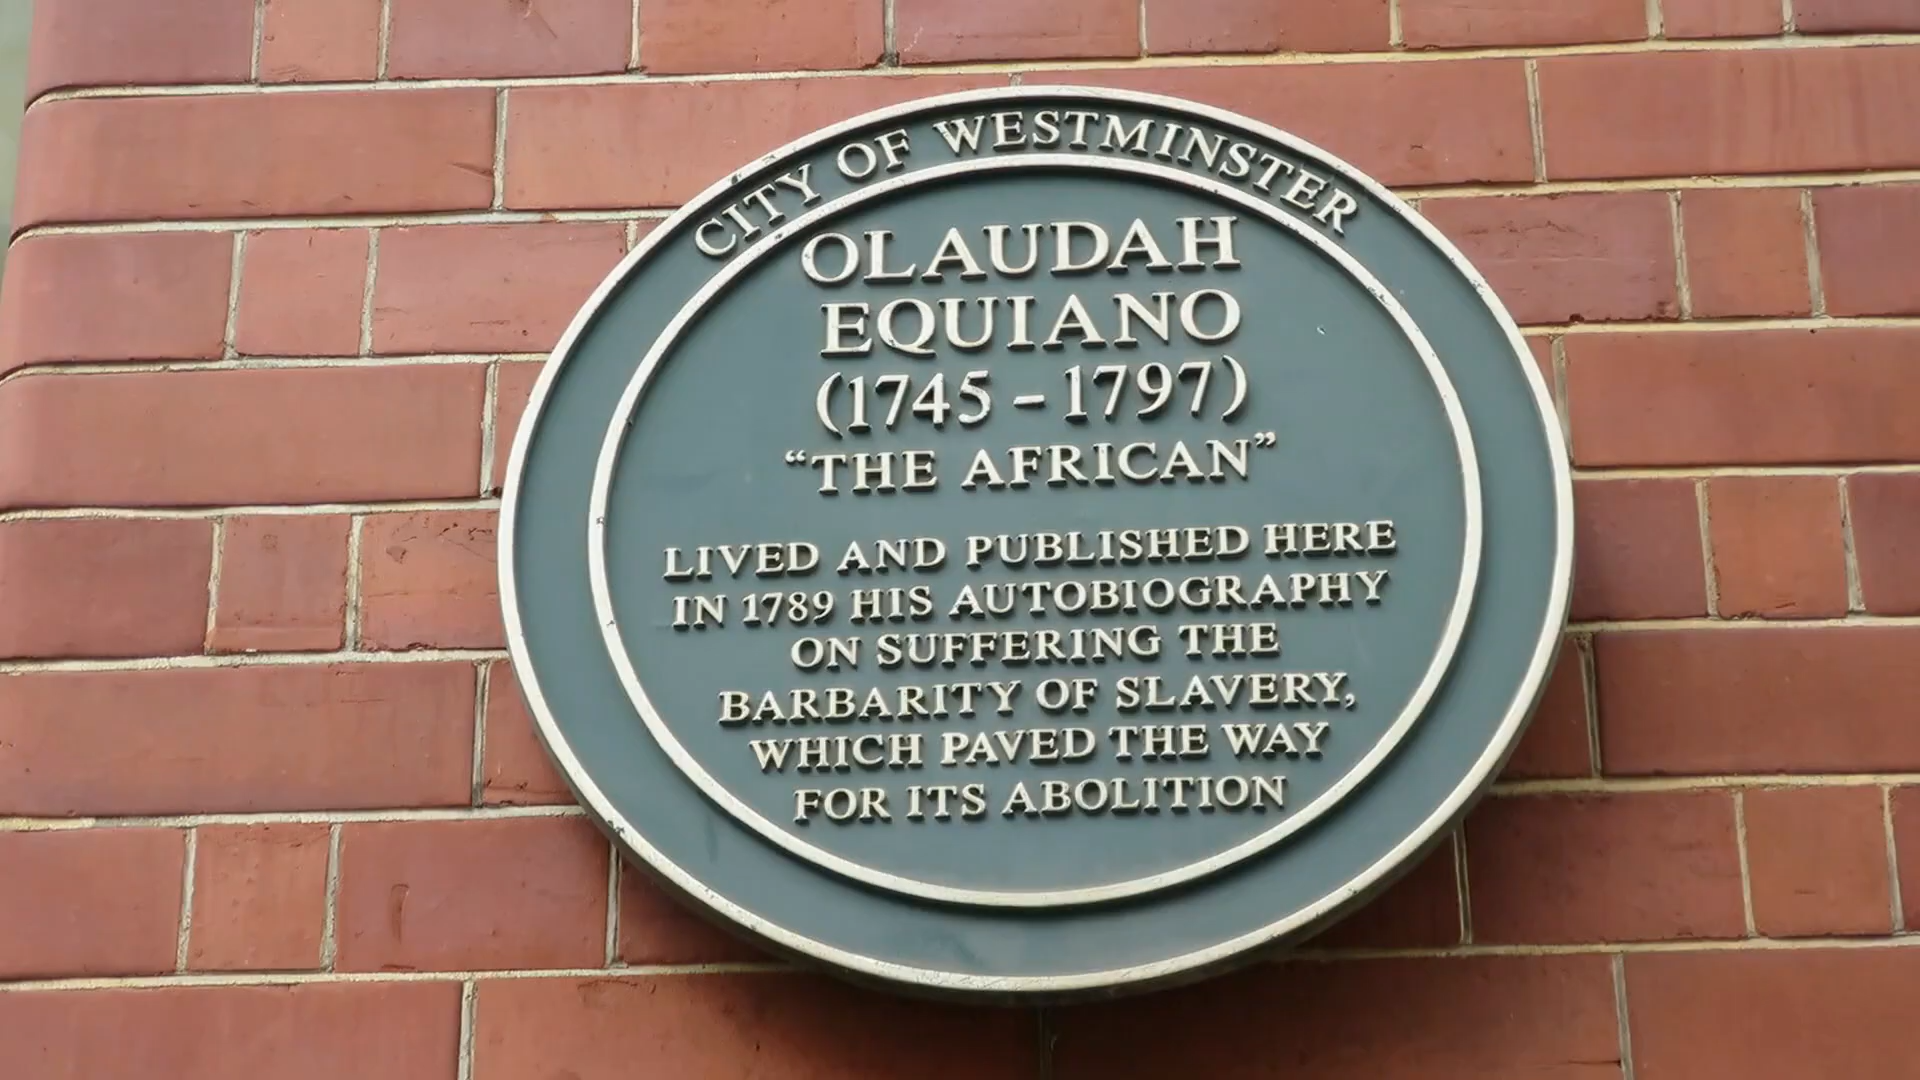 CITY OF WESTMINSTER
OLAUDAH
EQUIANO
(1745 – 1797)
“THE AFRICAN”
LIVED AND PUBLISHED HERE
IN 1789 HIS AUTOBIOGRAPHY
ON SUFFERING THE
BARBARITY OF SLAVERY,
WHICH PAVED THE WAY
FOR ITS ABOLITION